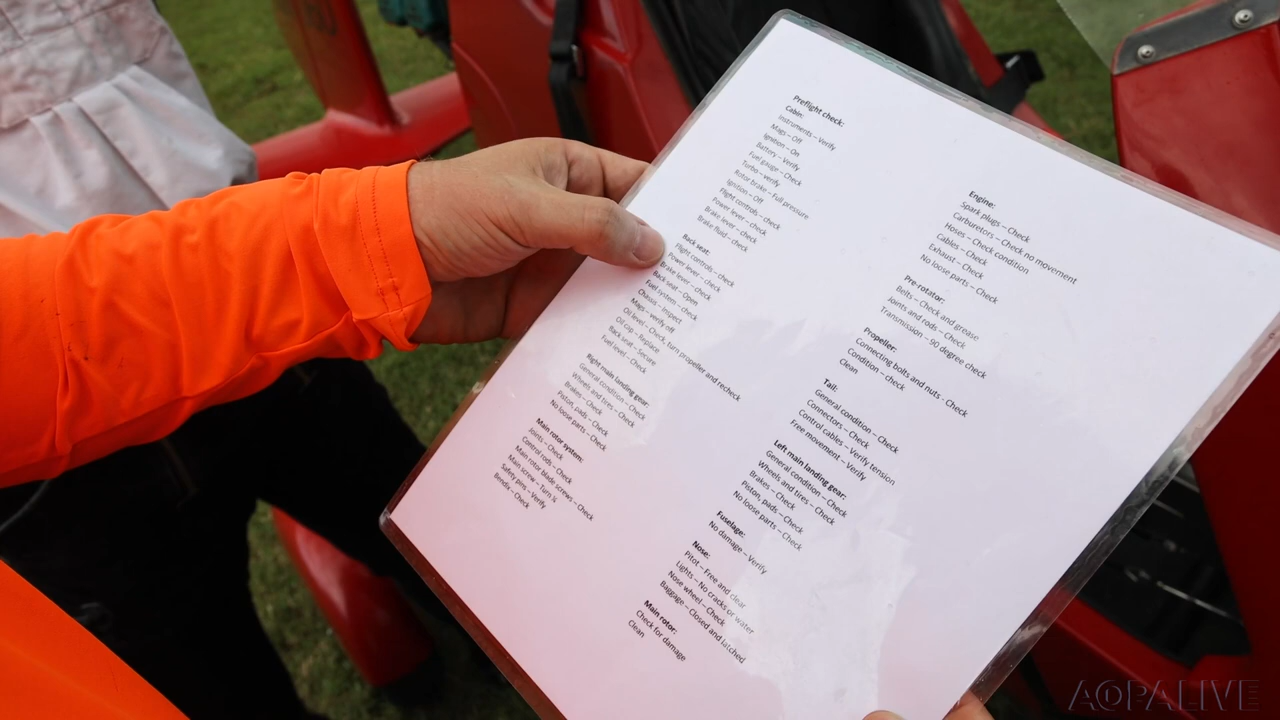 Preflight check:
Cabin:
Instruments – Verify
Mags – Off
Ignition – On
Battery – Verify
Fuel gauge – Check
Turbo – verify
Rotor brake - Full pressure
Ignition – Off
Flight controls – check
Power lever – check
Brake lever – check
Brake fluid – check
Back seat:
Flight controls – check
Power lever – check
Brake lever – check
Back seat – Open
Fuel system – check
Chassis – Impect
Mags – verify off
Oil level – Check, turn propeller and recheck
Oil cap – Replace
Back seat – Secure
Fuel level – Check
Right main landing gear:
General condition – Check
Wheels and tires – Check
Brakes – Check
Piston, pads – Check
No loose parts – Check
Main rotor system:
Joints – Check
Control rods – Check
Main rotor blade screws – Check
Main screw – Turn ¼
Safety pins – Verify
Bendix – Check
Engine:
Spark plugs – Check
Carburetors – Check no movement
Hoses – Check condition
Cables – Check
Exhaust – Check
No loose parts – Check
Pre-rotator:
Belts – Check and grease
Joints and rods – Check
Transmission – 90 degree check
Propeller:
Connecting bolts and nuts - Check
Condition – check
Clean
Tail:
General condition – Check
Connectors – Check
Control cables – Verify tension
Free movement – Verify
Left main landing gear:
General condition – Check
Wheels and tires – Check
Brakes – Check
Piston, pads – Check
No loose parts – Check
Fuselage:
No damage – Verify
Nose:
Pitot – Free and clear
Lights – No cracks or water
Nose wheel – Check
Baggage – Closed and latched
Main rotor:
Check for damage
Clean
AOPALIVE